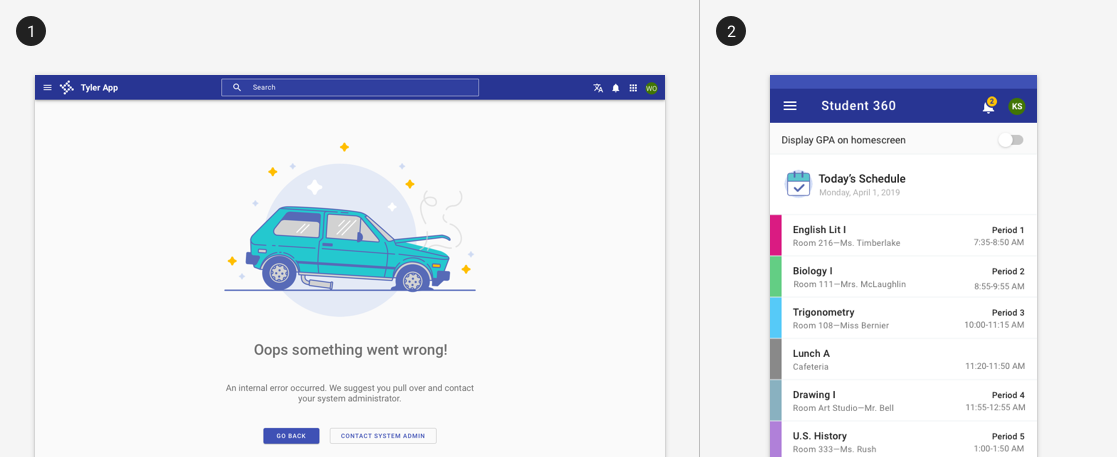 1
Tyler App
Search
WO
Oops something went wrong!
An internal error occurred. We suggest you pull over and contact
your system administrator.
GO BACK
CONTACT SYSTEM ADMIN
2
Student 360
2
KS
Display GPA on homescreen
Today's Schedule
Monday, April 1, 2019
English Lit I
Period 1
Room 216—Ms. Timberlake
7:35-8:50 AM
Biology I
Period 2
Room 111—Mrs. McLaughlin
8:55-9:55 AM
Trigonometry
Period 3
Room 108—Miss Bernier
10:00-11:15 AM
Lunch A
Cafeteria
11:20-11:50 AM
Drawing I
Period 4
Room Art Studio—Mr. Bell
11:55-12:55 AM
U.S. History
Period 5
Room 333—Ms. Rush
1:00-1:50 AM